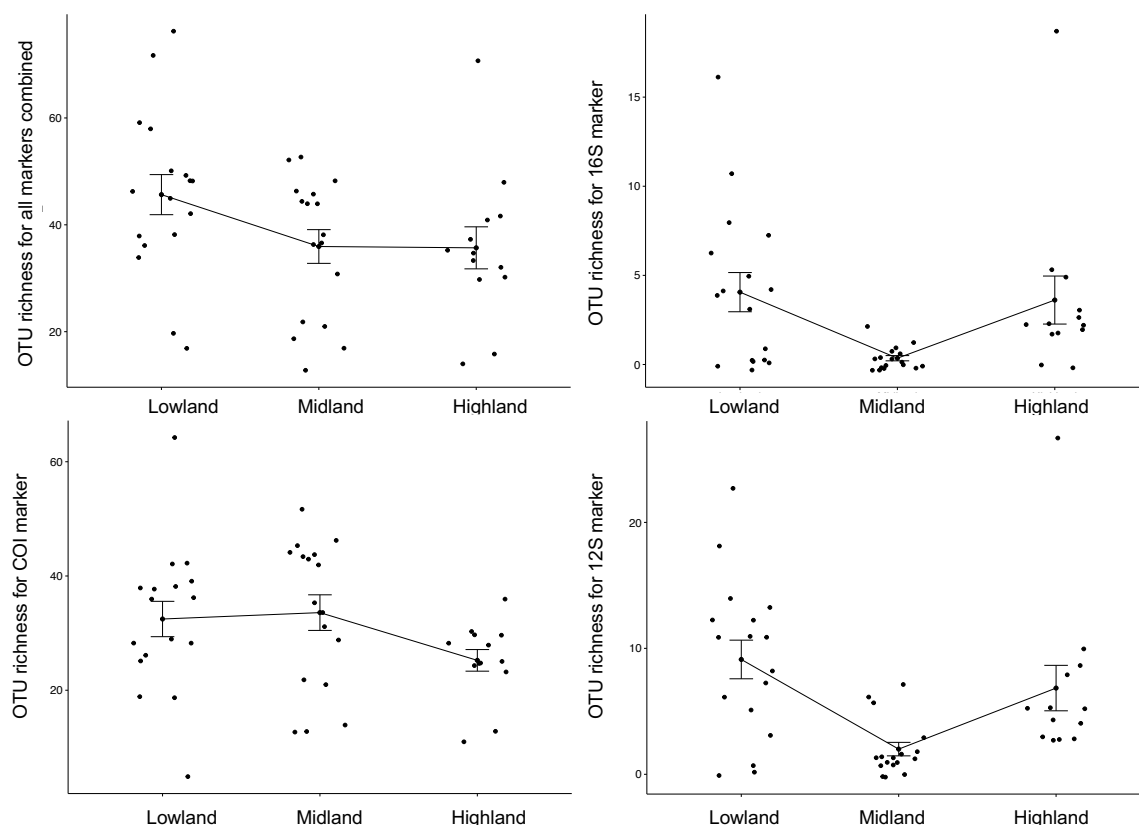 OTU richness for all markers combined
60
40
20
Lowland
Midland
Highland
OTU richness for 16S marker
15
10
5
0
Lowland
Midland
Highland
OTU richness for COI marker
60
40
20
Lowland
Midland
Highland
OTU richness for 12S marker
20
10
0
Lowland
Midland
Highland